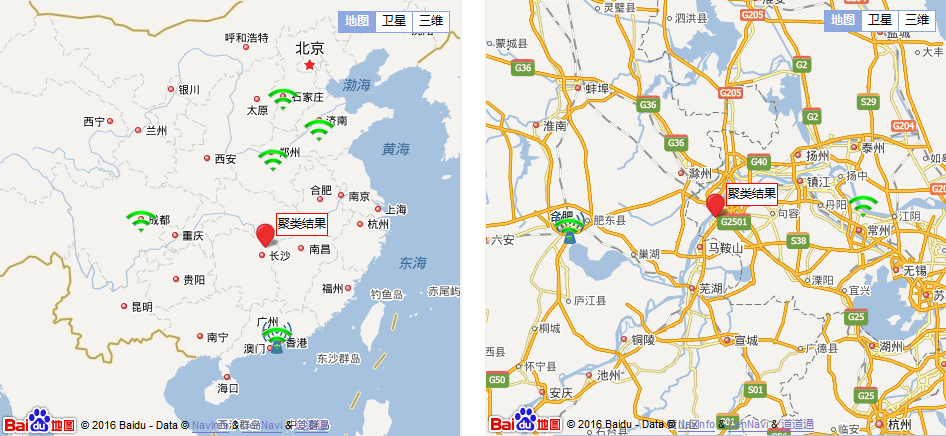 地图 卫星 三维
呼和浩特
北京
渤海
银川
石家庄
太原
济南
西宁
兰州
黄海
郑州
西安
合肥
南京
上海
成都
聚类结果
杭州
重庆
南昌
长沙
东海
贵阳
福州
钓鱼岛
赤尾屿
昆明
广州
南宁
澳门
香港
东沙群岛
海口
Bai du 地图
© 2016 Baidu - Data © NavInfo & CenNavi & 道道通
灵璧县
泗洪县
地图 卫星 三维
G205
盐城
蒙城县
大丰
G36
G2
蚌埠
G205
G36
S29
G2
淮南
G204
G36
泰州
扬州
G40
滁州
扬中
镇江
聚类结果
丹阳
合肥
肥东县
句容
江阴
G2501
常州
六安
S38
马鞍山
巢湖
无锡
溧阳
芜湖
宜兴
庐江县
G25
桐城
铜陵
宣城
湖州
广德县
怀宁县
池州
G50
安庆
S01
G25
临安
杭州
Bai du 地图
© 2016 Baidu - Data © NavInfo & CenNavi & 道道通